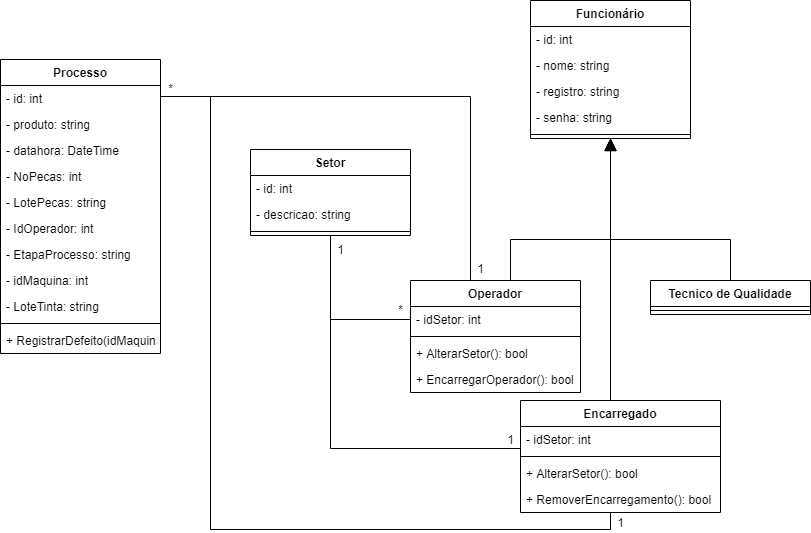 Funcionário
- id: int
- nome: string
- registro: string
- senha: string
Processo
- id: int
- produto: string
- datahora: DateTime
- NoPecas: int
- LotePecas: string
- IdOperador: int
- EtapaProcesso: string
- idMaquina: int
- LoteTinta: string
+ RegistrarDefeito(idMaquina
*
Setor
- id: int
- descricao: string
1
1
*
Operador
- idSetor: int
+ AlterarSetor(): bool
+ EncarregarOperador(): bool
Tecnico de Qualidade
1
Encarregado
- idSetor: int
+ AlterarSetor(): bool
+ RemoverEncarregamento(): bool
1